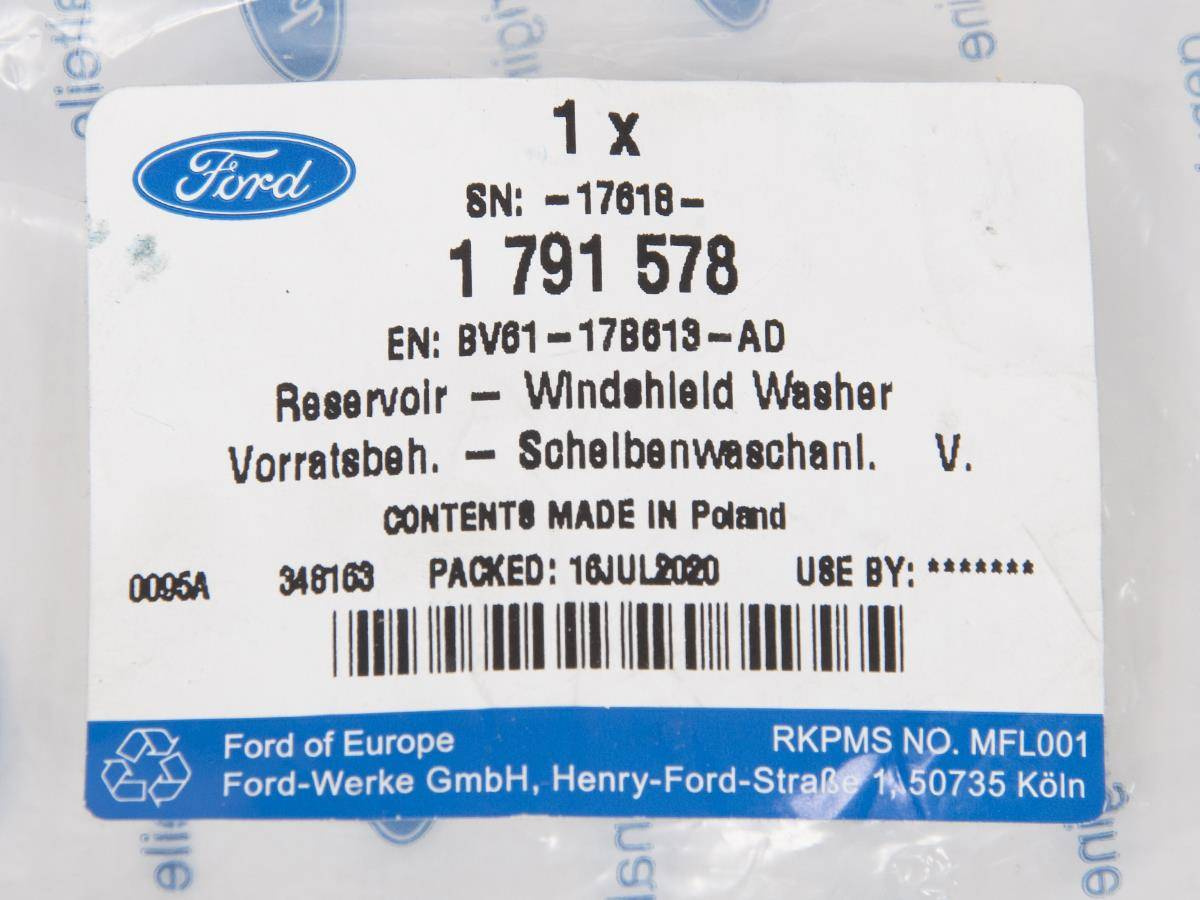 Ford
1 x
SN: -17618-
1 791 578
EN: BV61-17B613-AD
Reservoir - Windshield Washer
Vorratsbeh. - Scheibenwaschanl. V.
CONTENTS MADE IN Poland
0095A 348163 PACKED: 16JUL2020 USE BY: *******
Ford of Europe
RKPMS NO. MFL001
Ford-Werke GmbH, Henry-Ford-Straße 1, 50735 Köln